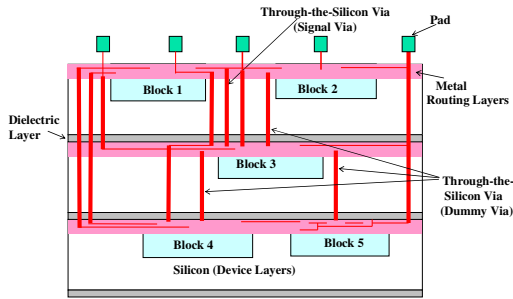 Through-the-Silicon Via
(Signal Via)
Pad
Block 1
Block 2
Metal
Routing Layers
Dielectric
Layer
Block 3
Through-the-
Silicon Via
(Dummy Via)
Block 4
Block 5
Silicon (Device Layers)